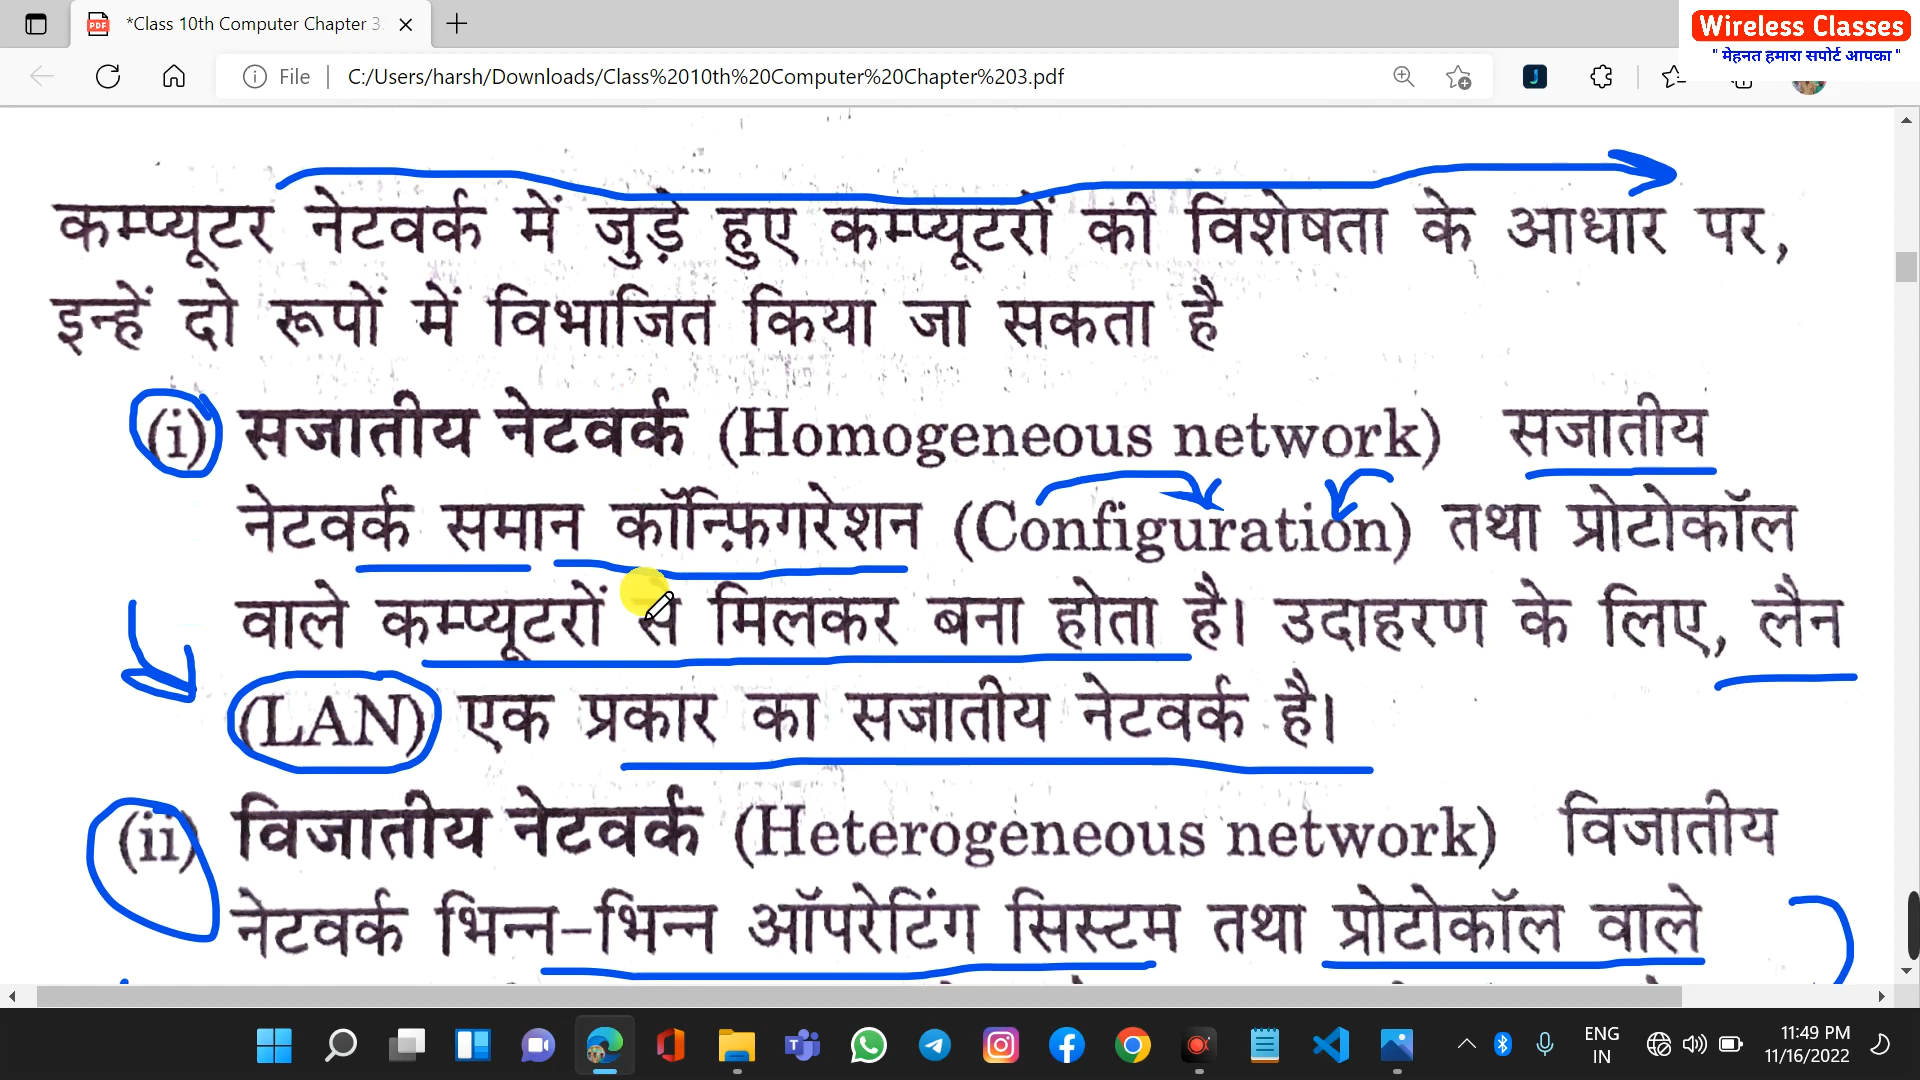 *Class 10th Computer Chapter 3.
Wireless Classes
" मेहनत हमारा सपोर्ट आपका "
File
C:/Users/harsh/Downloads/Class%2010th%20Computer%20Chapter%203.pdf
कम्प्यूटर नेटवर्क में जुड़े हुए कम्प्यूटरों की विशेषता के आधार पर,
इन्हें दो रूपों में विभाजित किया जा सकता है
(i) सजातीय नेटवर्क (Homogeneous network) सजातीय
नेटवर्क समान कॉन्फ़िगरेशन (Configuration) तथा प्रोटोकॉल
वाले कम्प्यूटरों से मिलकर बना होता है। उदाहरण के लिए, लैन
(LAN) एक प्रकार का सजातीय नेटवर्क है।
(ii) विजातीय नेटवर्क (Heterogeneous network) विजातीय
नेटवर्क भिन्न-भिन्न ऑपरेटिंग सिस्टम तथा प्रोटोकॉल वाले
ENG
IN
11:49 PM
11/16/2022